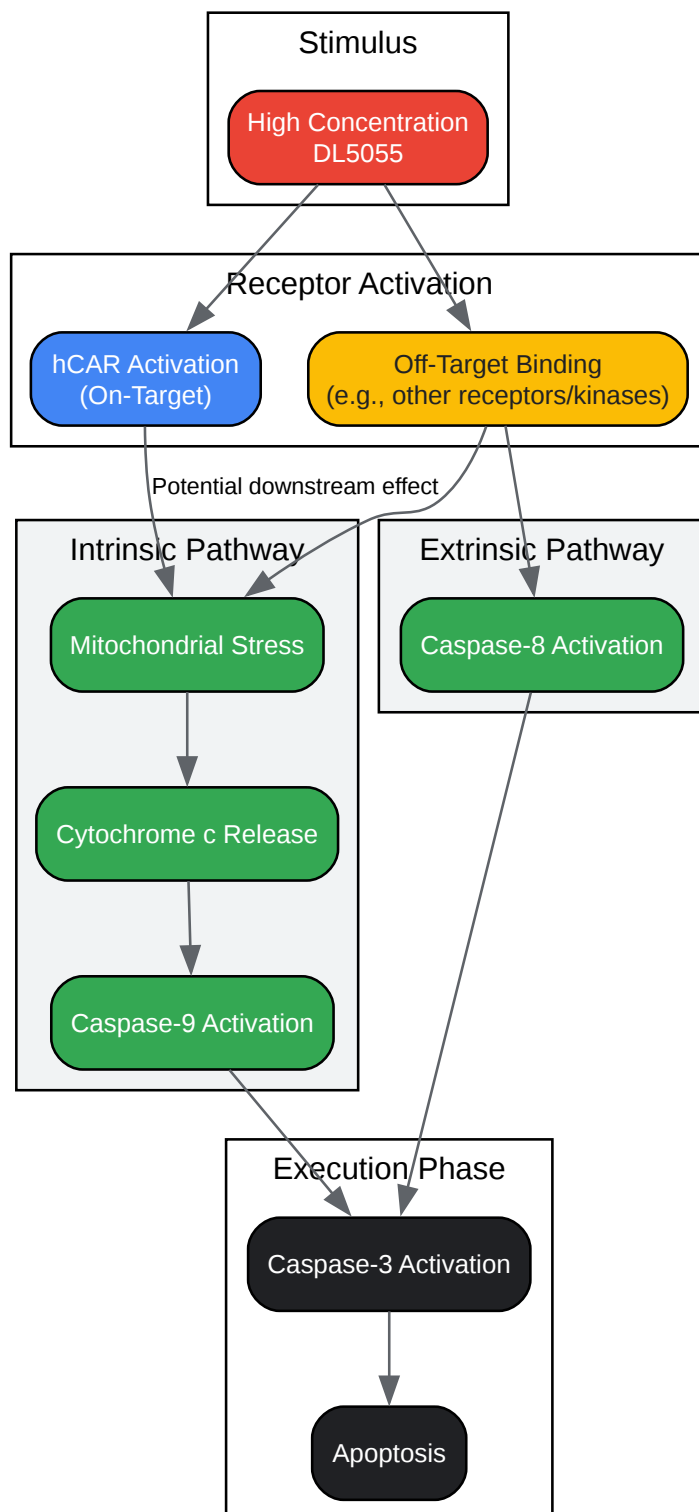 Stimulus
High Concentration
DL5055
Receptor Activation
hCAR Activation
(On-Target)
Off-Target Binding
(e.g., other receptors/kinases)
Potential downstream effect
Intrinsic Pathway
Extrinsic Pathway
Mitochondrial Stress
Caspase-8 Activation
Cytochrome c Release
Caspase-9 Activation
Execution Phase
Caspase-3 Activation
Apoptosis